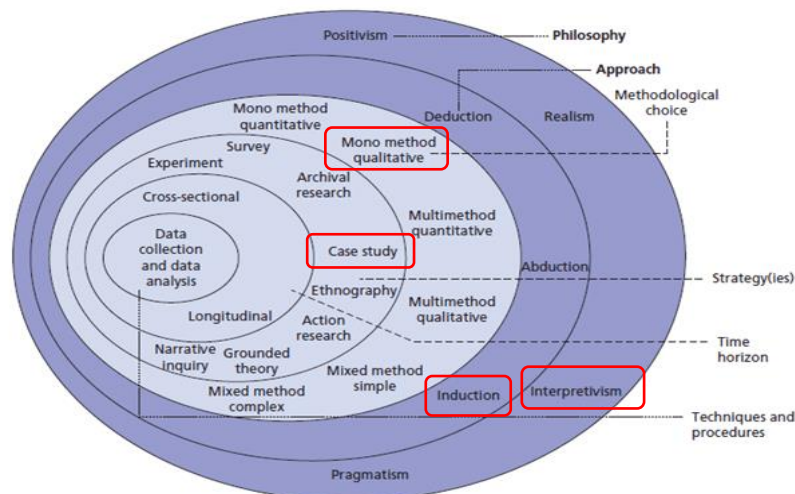 Positivism
Philosophy
Approach
Methodological
choice
Mono method
quantitative
Deduction
Realism
Survey
Mono method
qualitative
Experiment
Archival
research
Cross-sectional
Multimethod
quantitative
Data
collection
and data
analysis
Case study
Abduction
Strategy(ies)
Ethnography
Multimethod
qualitative
Longitudinal
Action
research
Time
horizon
Narrative
inquiry
Grounded
theory
Mixed method
simple
Mixed method
complex
Induction
Interpretivism
Techniques and
procedures
Pragmatism